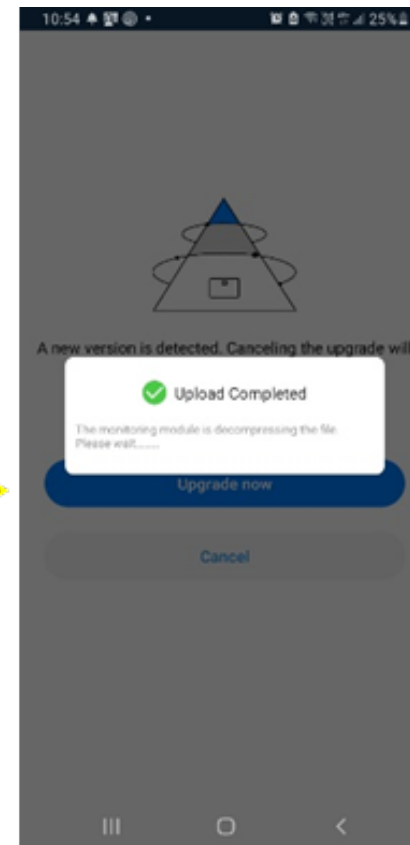 10:54
25%
A new version is detected. Canceling the upgrade will
Upload Completed
The monitoring module is decompressing the file.
Please wait........
Upgrade now
Cancel